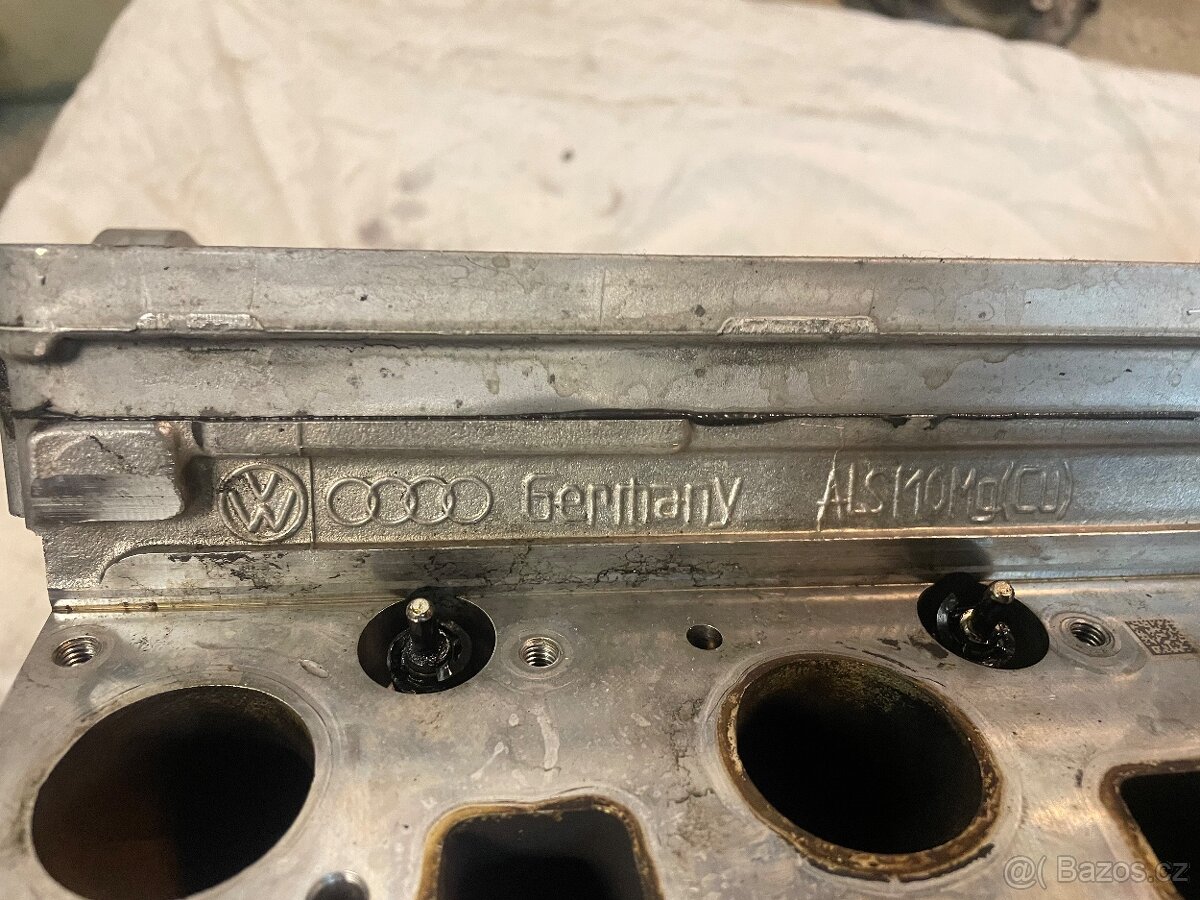 Germany ALSI10Mg(CU)
@( Bazos.cz